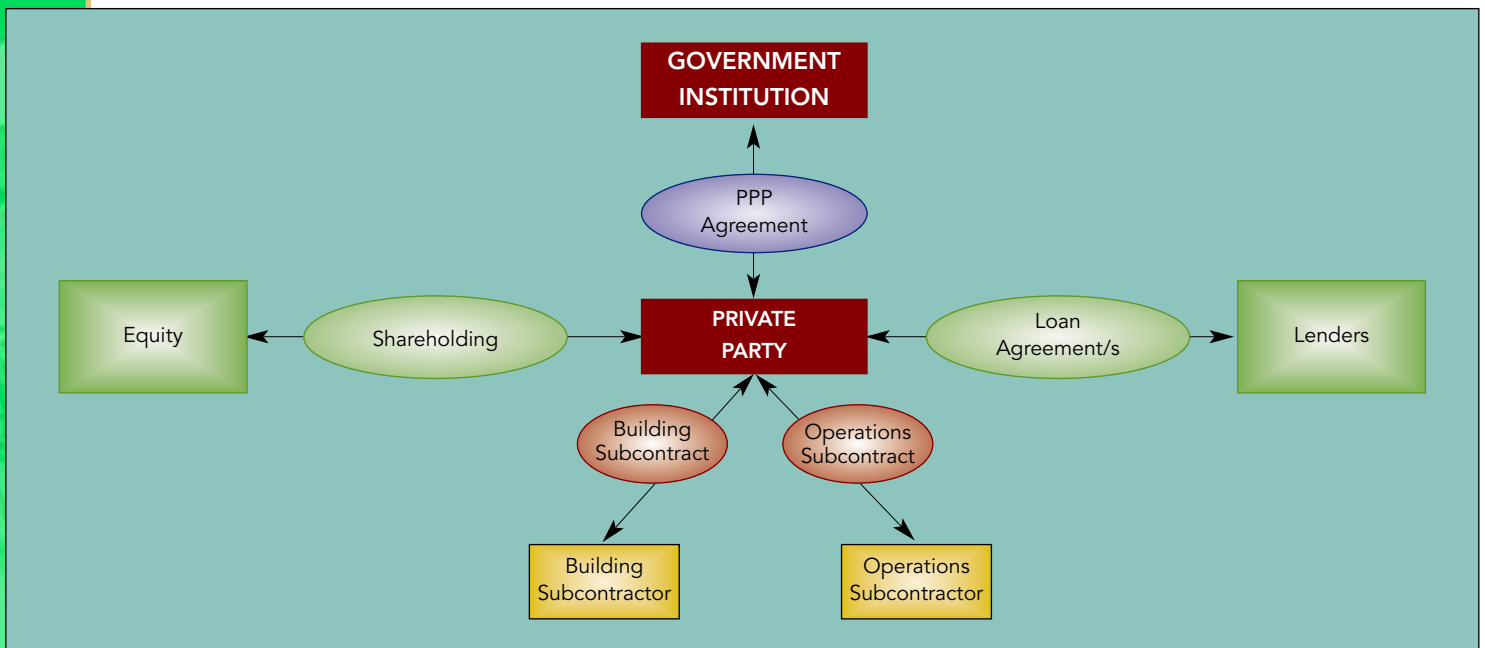 GOVERNMENT
INSTITUTION
PPP
Agreement
Equity
Shareholding
PRIVATE
PARTY
Loan
Agreement/s
Lenders
Building
Subcontract
Operations
Subcontract
Building
Subcontractor
Operations
Subcontractor